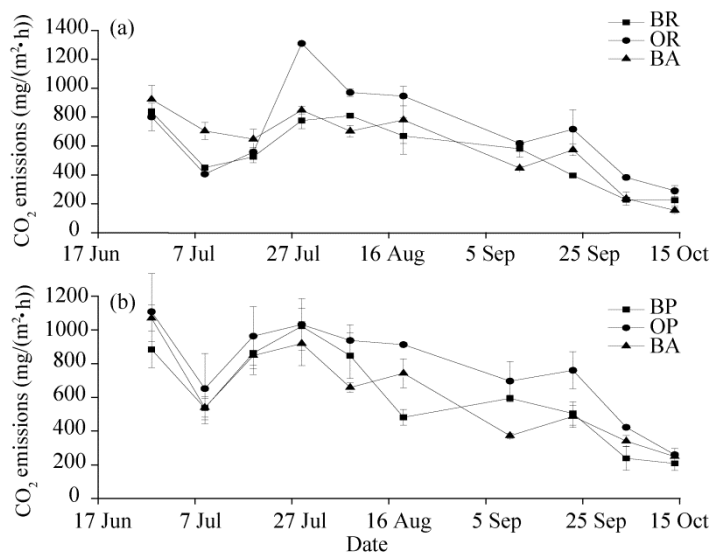 (a)
BR
OR
BA
CO₂ emissions (mg/(m²•h))
1400
1200
1000
800
600
400
200
0
17 Jun 7 Jul 27 Jul 16 Aug 5 Sep 25 Sep 15 Oct
(b)
BP
OP
BA
CO₂ emissions (mg/(m²•h))
1200
1000
800
600
400
200
0
17 Jun 7 Jul 27 Jul 16 Aug 5 Sep 25 Sep 15 Oct
Date